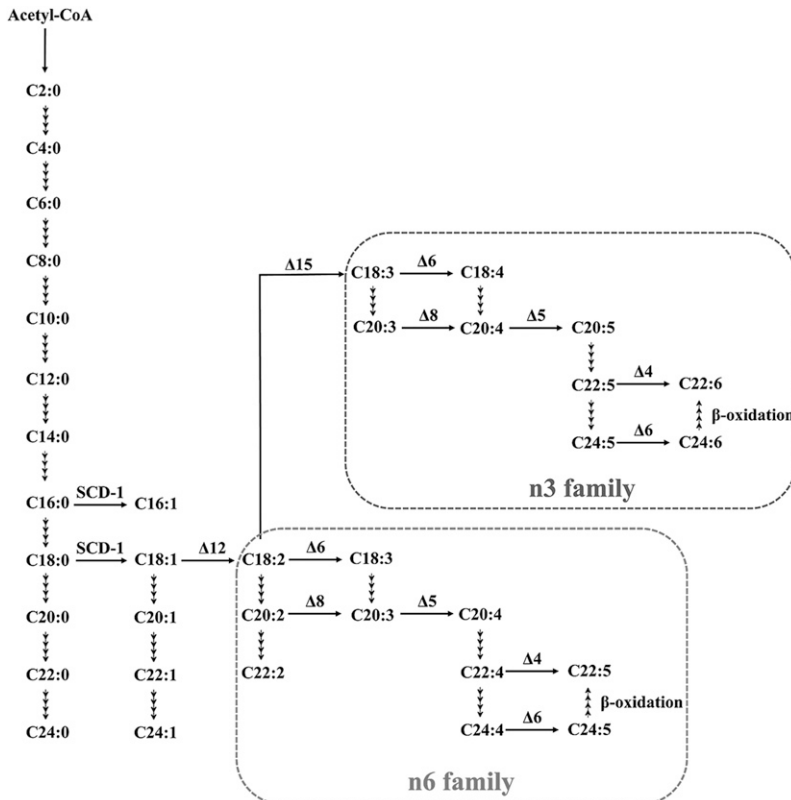 Acetyl-CoA
C2:0
C4:0
C6:0
C8:0
Δ15 C18:3 Δ6 C18:4
C10:0 C20:3 Δ8 C20:4 Δ5 C20:5
C12:0 C22:5 Δ4 C22:6
β-oxidation
C14:0 C24:5 Δ6 C24:6
n3 family
C16:0 SCD-1 C16:1
C18:0 SCD-1 C18:1 Δ12 C18:2 Δ6 C18:3
C20:0 C20:1 C20:2 Δ8 C20:3 Δ5 C20:4
C22:0 C22:1 C22:2 C22:4 Δ4 C22:5
β-oxidation
C24:0 C24:1 C24:4 Δ6 C24:5
n6 family